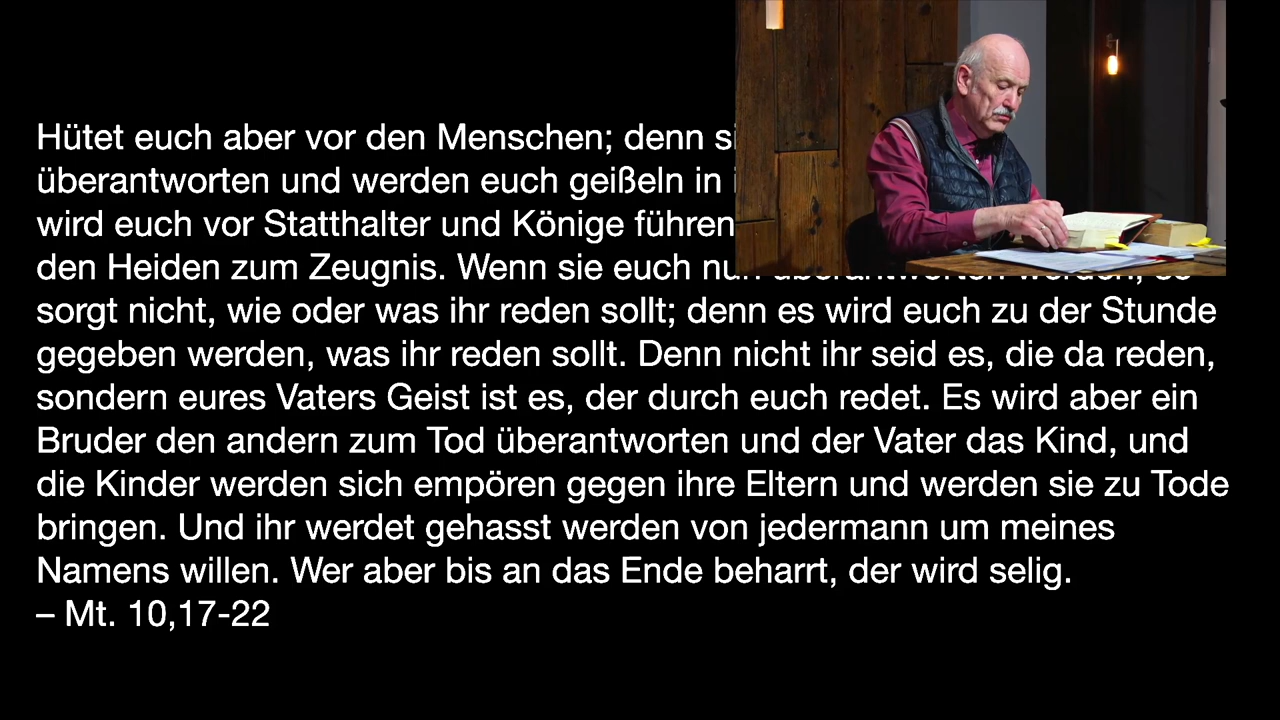 Hütet euch aber vor den Menschen; denn
überantworten und werden euch geißeln in
wird euch vor Statthalter und Könige führen
den Heiden zum Zeugnis. Wenn sie euch
sorgt nicht, wie oder was ihr reden sollt; denn es wird euch zu der Stunde
gegeben werden, was ihr reden sollt. Denn nicht ihr seid es, die da reden,
sondern eures Vaters Geist ist es, der durch euch redet. Es wird aber ein
Bruder den andern zum Tod überantworten und der Vater das Kind, und
die Kinder werden sich empören gegen ihre Eltern und werden sie zu Tode
bringen. Und ihr werdet gehasst werden von jedermann um meines
Namens willen. Wer aber bis an das Ende beharrt, der wird selig.
– Mt. 10,17-22